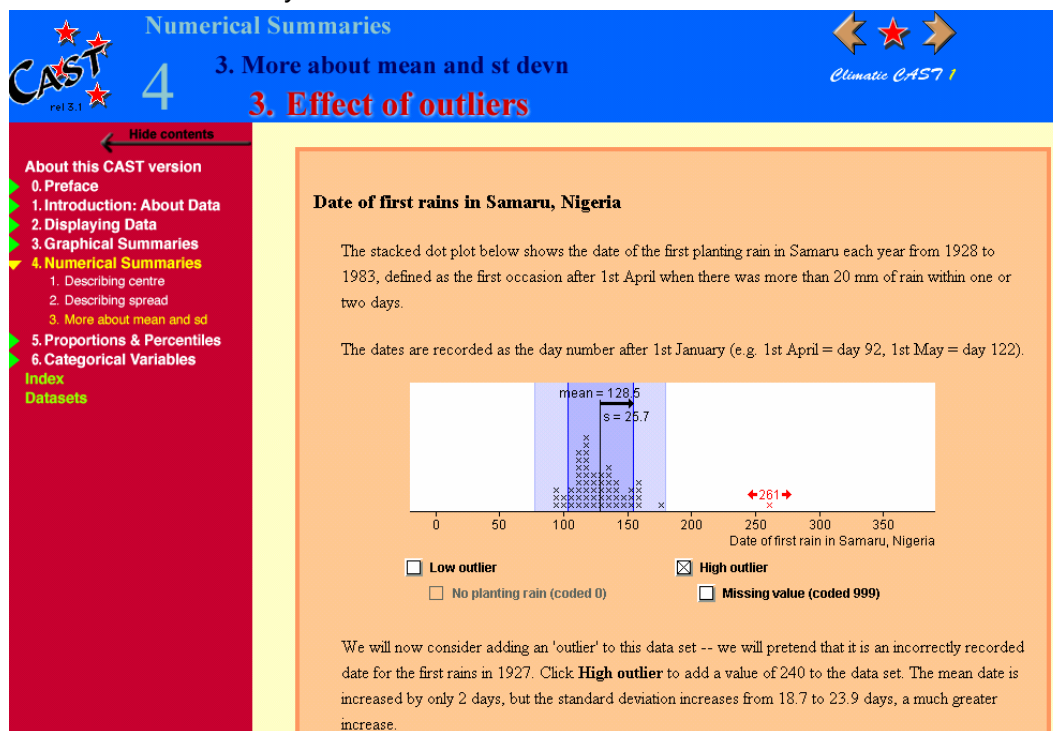 Numerical Summaries
CAST
rel 3.1
4
3. More about mean and st devn
3. Effect of outliers
Climatic CAST 1
Hide contents
About this CAST version
0. Preface
1. Introduction: About Data
2. Displaying Data
3. Graphical Summaries
4. Numerical Summaries
1. Describing centre
2. Describing spread
3. More about mean and sd
5. Proportions & Percentiles
6. Categorical Variables
Index
Datasets
Date of first rains in Samaru, Nigeria
The stacked dot plot below shows the date of the first planting rain in Samaru each year from 1928 to
1983, defined as the first occasion after 1st April when there was more than 20 mm of rain within one or
two days.
The dates are recorded as the day number after 1st January (e.g. 1st April = day 92, 1st May = day 122).
mean = 128.5
s = 25.7
261
0 50 100 150 200 250 300 350
Date of first rain in Samaru, Nigeria
Low outlier
High outlier
No planting rain (coded 0)
Missing value (coded 999)
We will now consider adding an 'outlier' to this data set -- we will pretend that it is an incorrectly recorded
date for the first rains in 1927. Click High outlier to add a value of 240 to the data set. The mean date is
increased by only 2 days, but the standard deviation increases from 18.7 to 23.9 days, a much greater
increase.